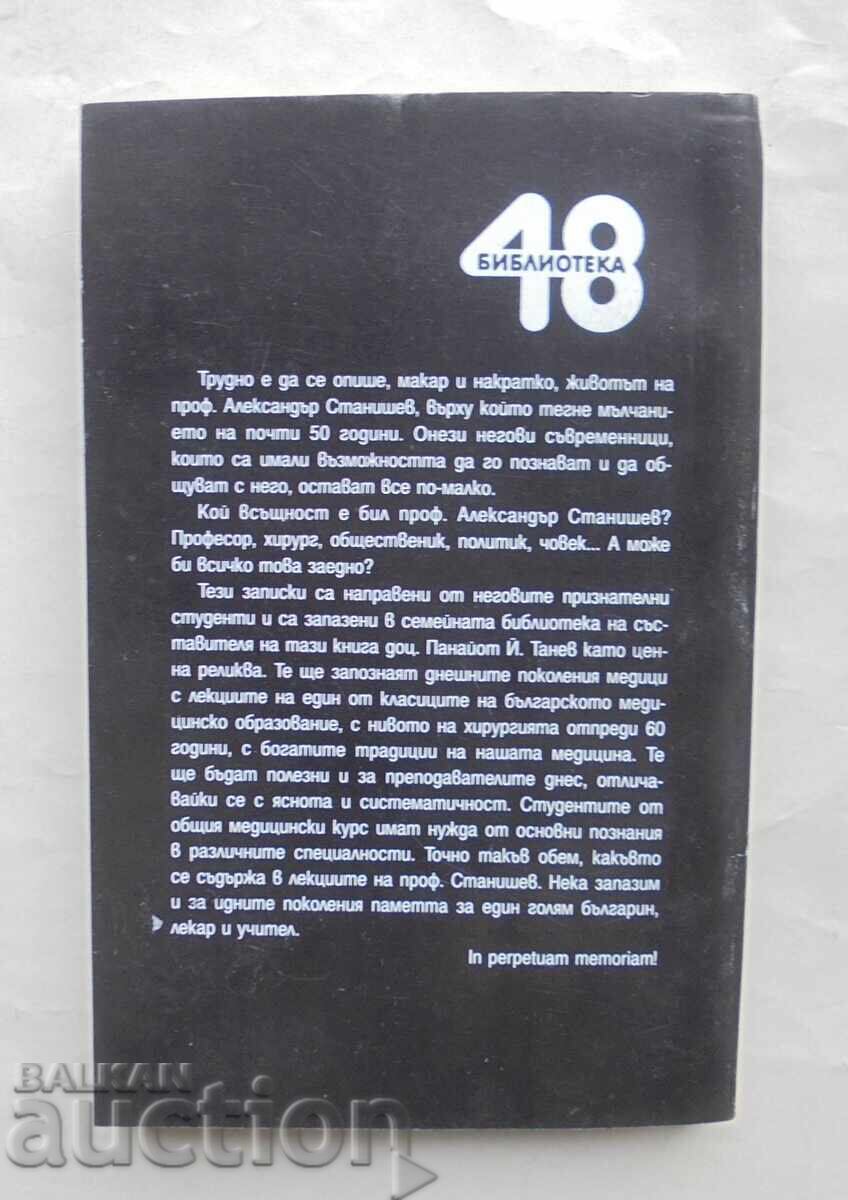 48
БИБЛИОТЕКА
Трудно е да се опише, макар и накратко, животът на
проф. Александър Станишев, върху който тегне мълчани-
ето на почти 50 години. Онези негови съвременници,
които са имали възможността да го познават и да об-
щуват с него, остават все по-малко.
Кой всъщност е бил проф. Александър Станишев?
Професор, хирург, общественик, политик, човек... А може
би всичко това заедно?
Тези записки са направени от неговите признателни
студенти и са запазени в семейната библиотека на със-
тавителя на тази книга доц. Панайот Й. Танев като цен-
на реликва. Те ще запознаят днешните поколения медици
с лекциите на един от класиците на българското меди-
цинско образование, с нивото на хирургията отпреди 60
години, с богатите традиции на нашата медицина. Те
ще бъдат полезни и за преподавателите днес, отлича-
вайки се с яснота и систематичност. Студентите от
общия медицински курс имат нужда от основни познания
в различните специалности. Точно такъв обем, какъвто
се съдържа в лекциите на проф. Станишев. Нека запазим
и за идните поколения паметта за един голям българин,
лекар и учител.
In perpetuam memoriam!
BALKAN
auction